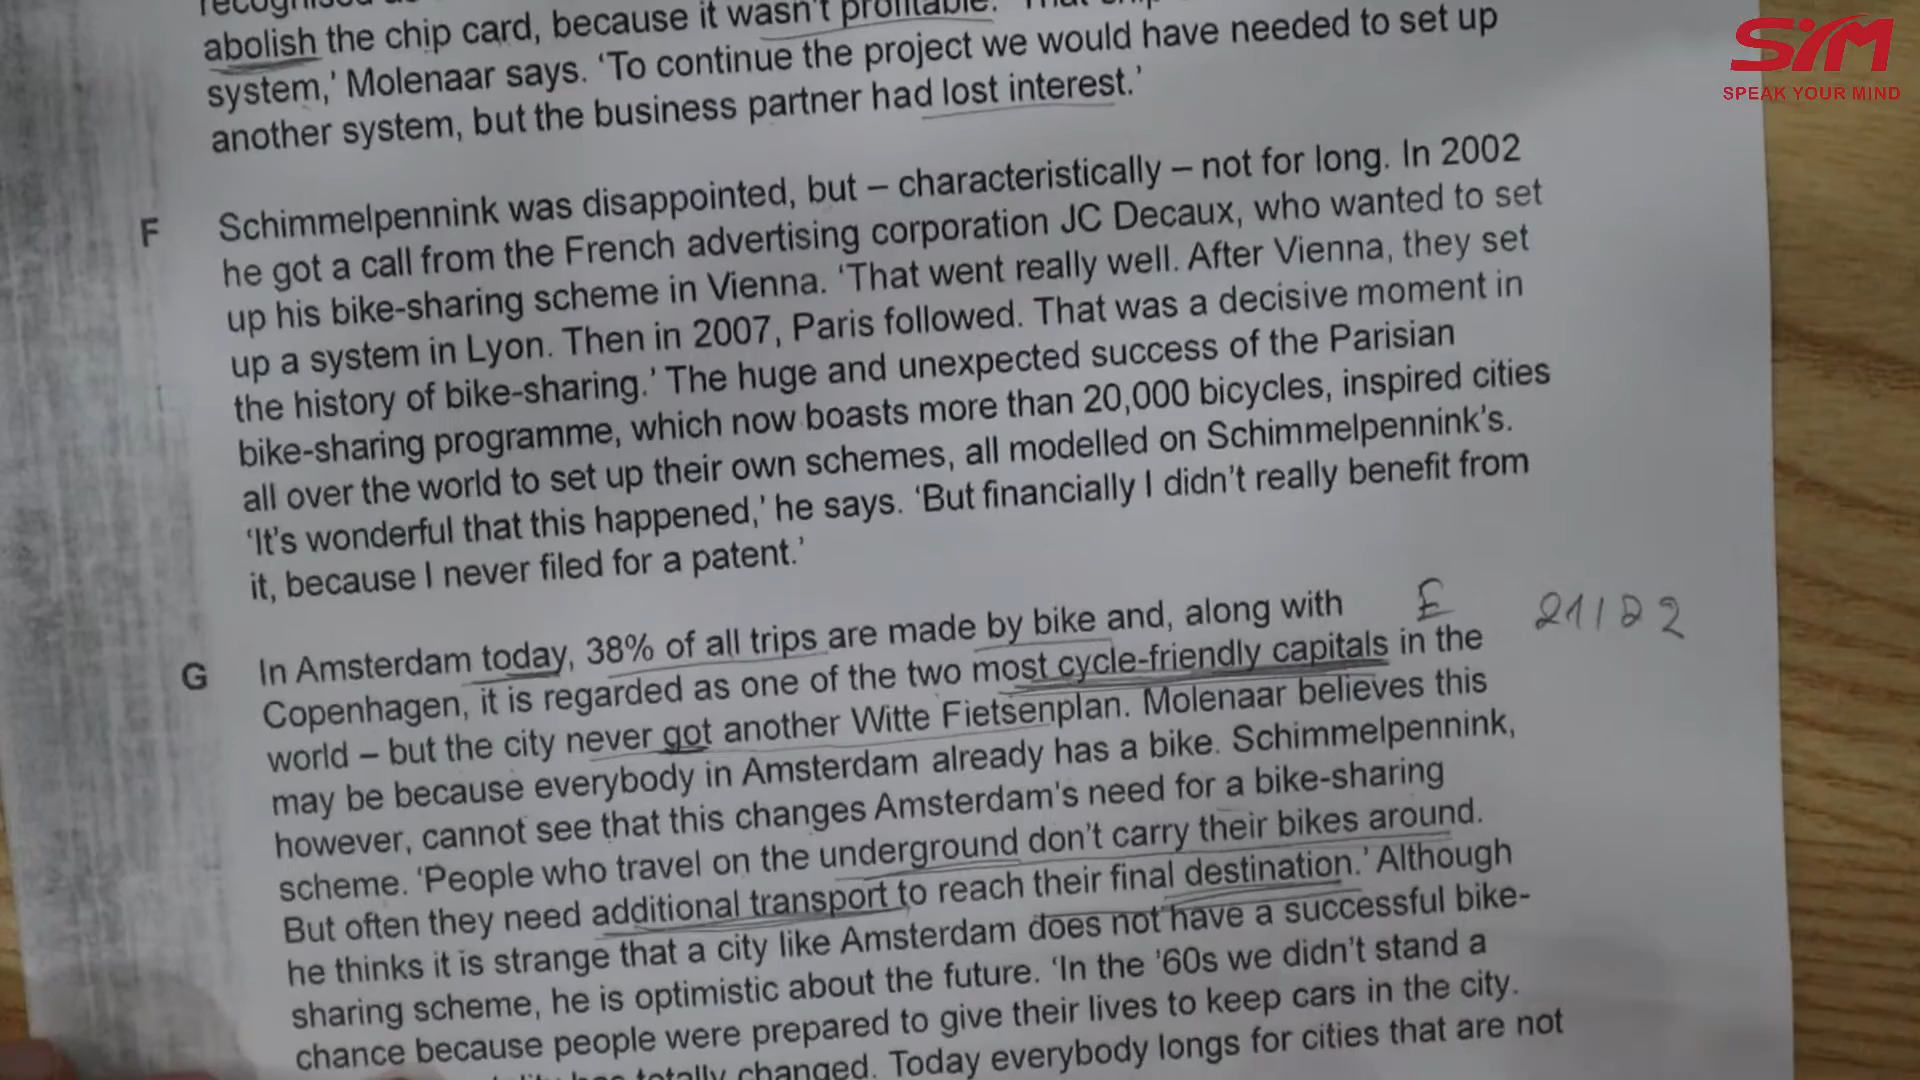 abolish the chip card, because it wasn't profitable. 'That chip
system,' Molenaar says. 'To continue the project we would have needed to set up
another system, but the business partner had lost interest.'
F Schimmelpennink was disappointed, but – characteristically – not for long. In 2002
he got a call from the French advertising corporation JC Decaux, who wanted to set
up his bike-sharing scheme in Vienna. 'That went really well. After Vienna, they set
up a system in Lyon. Then in 2007, Paris followed. That was a decisive moment in
the history of bike-sharing.' The huge and unexpected success of the Parisian
bike-sharing programme, which now boasts more than 20,000 bicycles, inspired cities
all over the world to set up their own schemes, all modelled on Schimmelpennink's.
'It's wonderful that this happened,' he says. 'But financially I didn't really benefit from
it, because I never filed for a patent.'
G In Amsterdam today, 38% of all trips are made by bike and, along with
Copenhagen, it is regarded as one of the two most cycle-friendly capitals in the
world – but the city never got another Witte Fietsenplan. Molenaar believes this
may be because everybody in Amsterdam already has a bike. Schimmelpennink,
however, cannot see that this changes Amsterdam's need for a bike-sharing
scheme. 'People who travel on the underground don't carry their bikes around.
But often they need additional transport to reach their final destination.' Although
he thinks it is strange that a city like Amsterdam does not have a successful bike-
sharing scheme, he is optimistic about the future. 'In the '60s we didn't stand a
chance because people were prepared to give their lives to keep cars in the city.
totally changed. Today everybody longs for cities that are not
E 21/22
SIM
SPEAK YOUR MIND